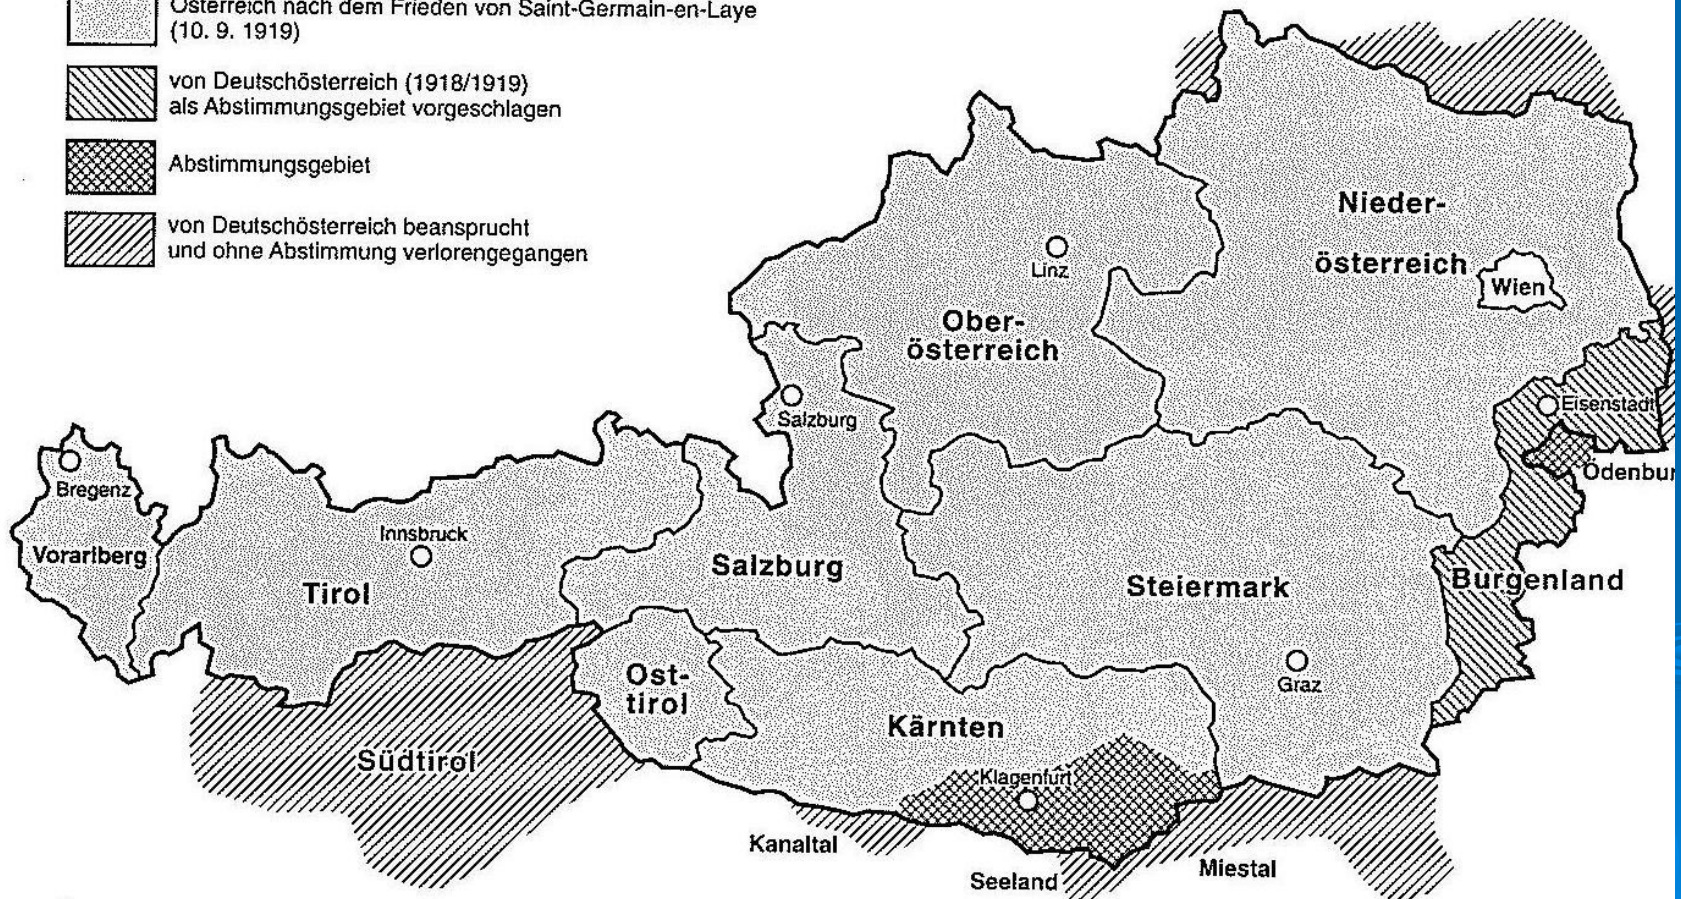 Österreich nach dem Frieden von Saint-Germain-en-Laye
(10. 9. 1919)
von Deutschösterreich (1918/1919)
als Abstimmungsgebiet vorgeschlagen
Abstimmungsgebiet
von Deutschösterreich beansprucht
und ohne Abstimmung verlorengegangen
Nieder-
österreich
Wien
Linz
Ober-
österreich
Salzburg
Eisenstadt
Ödenbur
Bregenz
Vorarlberg
Innsbruck
Tirol
Salzburg
Steiermark
Burgenland
Graz
Ost-
tirol
Kärnten
Südtirol
Klagenfurt
Kanaltal
Seeland
Miestal